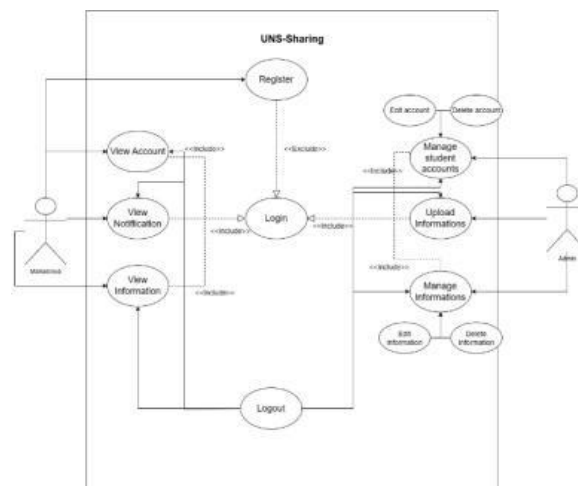 UNS-Sharing
Register
Edit account
Delete account
<<Include>>
<<Exclude>>
View Account
Manage
student
accounts
<<Include>>
View
Notification
Login
Upload
Informations
<<Include>>
<<Include>>
Mahasiswa
Admin
<<Include>>
View
Information
<<Include>>
Manage
Informations
Edit
information
Delete
information
Logout